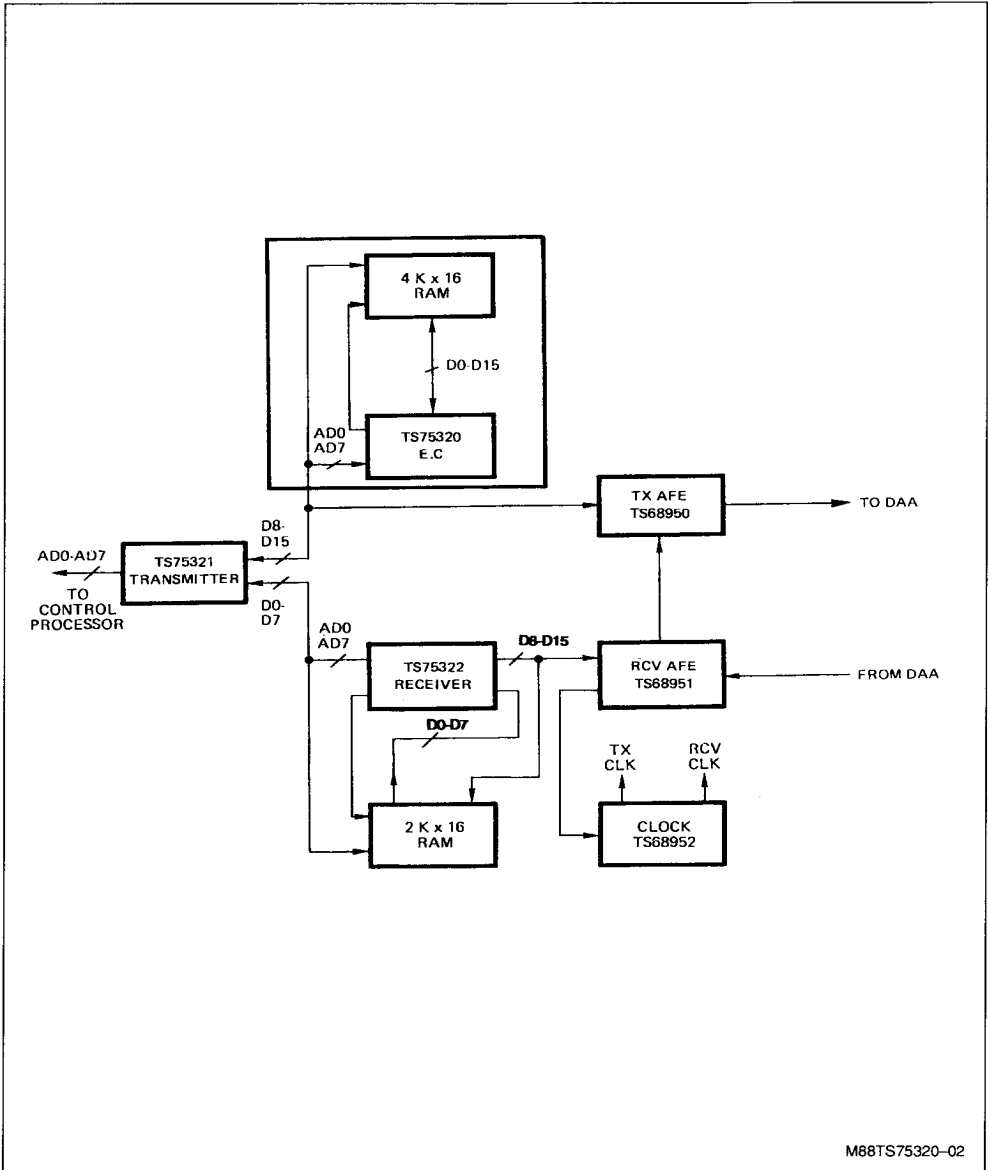 4 K x 16
RAM
D0-D15
AD0
AD7
TS75320
E.C
TX AFE
TS68950
TO DAA
D8-
D15
AD0-AD7
TO
CONTROL
PROCESSOR
TS75321
TRANSMITTER
D0-
D7
AD0
AD7
TS75322
RECEIVER
D8-D15
RCV AFE
TS68951
FROM DAA
D0-D7
TX
CLK
RCV
CLK
2 K x 16
RAM
CLOCK
TS68952
M88TS75320-02